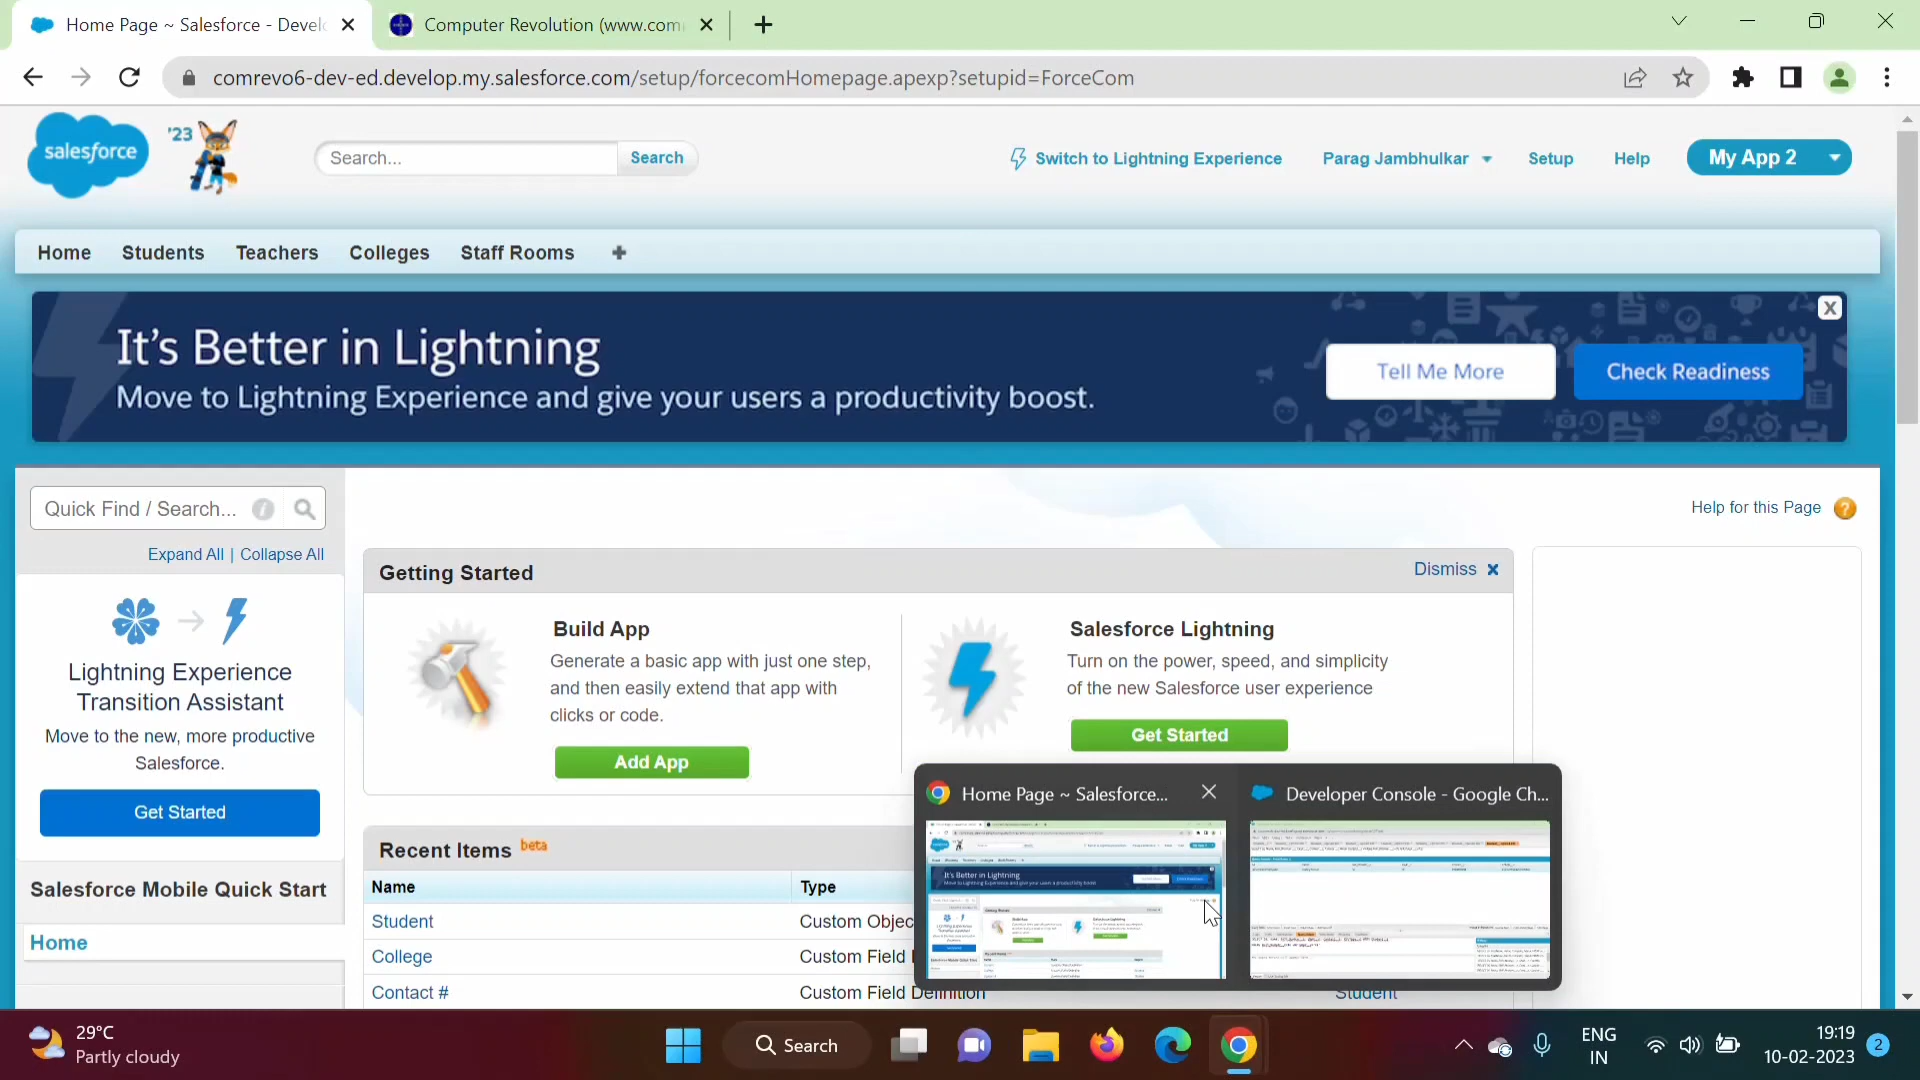 Home Page ~ Salesforce - Devel
Computer Revolution (www.com
comrevo6-dev-ed.develop.my.salesforce.com/setup/forcecomHomepage.apexp?setupid=ForceCom
salesforce
'23
Search...
Search
Switch to Lightning Experience
Parag Jambhulkar
Setup
Help
My App 2
Home
Students
Teachers
Colleges
Staff Rooms
It's Better in Lightning
Move to Lightning Experience and give your users a productivity boost.
Tell Me More
Check Readiness
X
Quick Find / Search...
Expand All | Collapse All
Lightning Experience
Transition Assistant
Move to the new, more productive
Salesforce.
Get Started
Salesforce Mobile Quick Start
Home
Help for this Page
Getting Started
Dismiss
Build App
Generate a basic app with just one step,
and then easily extend that app with
clicks or code.
Add App
Salesforce Lightning
Turn on the power, speed, and simplicity
of the new Salesforce user experience
Get Started
Recent Items beta
Name
Type
Student
Custom Objec
College
Custom Field
Contact #
Custom Field Definition
Student
Home Page ~ Salesforce...
Developer Console - Google Ch...
It's Better in Lightning
29°C
Partly cloudy
Search
ENG
IN
19:19
10-02-2023
2